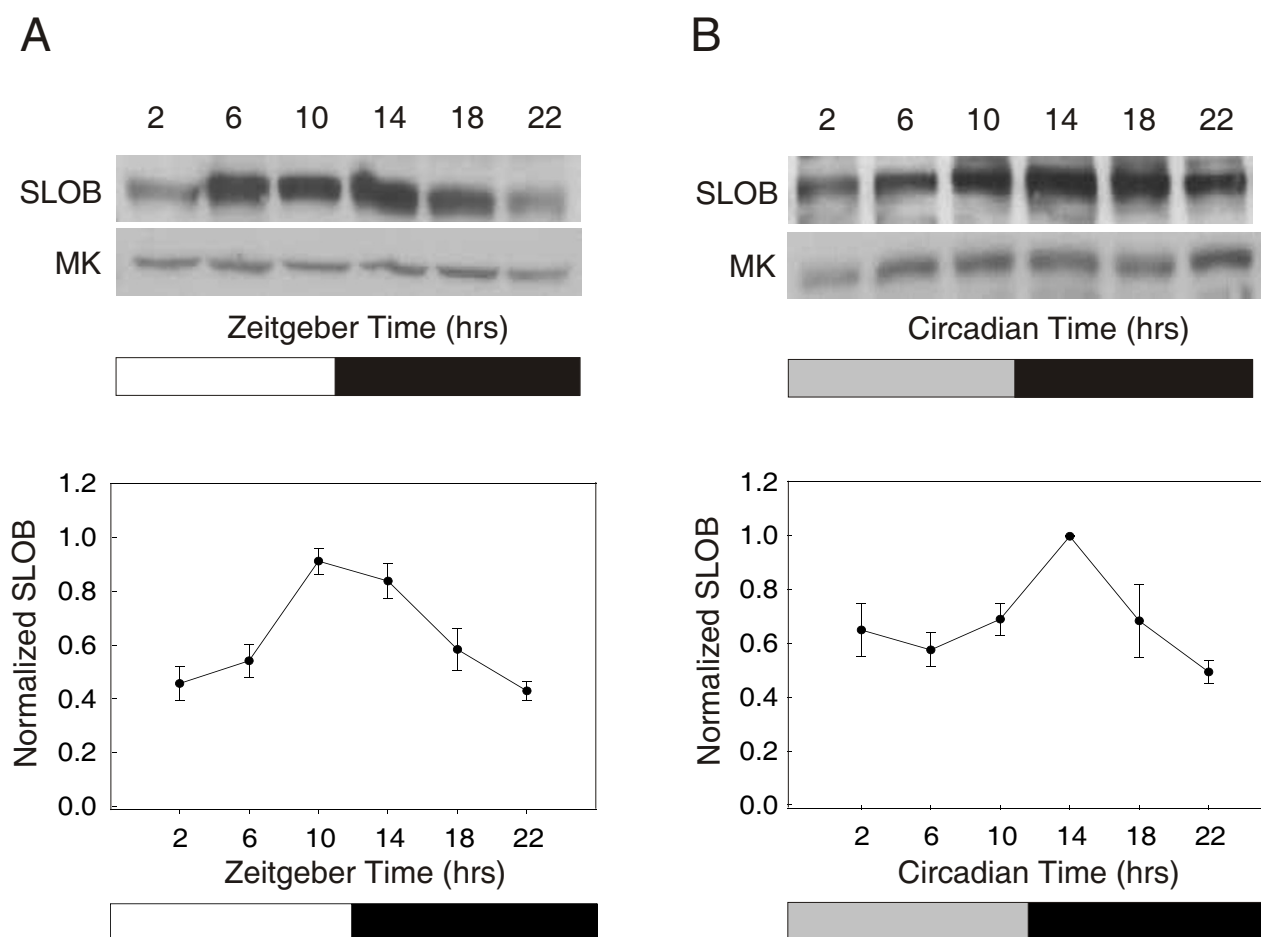 A
2 6 10 14 18 22
SLOB
MK
Zeitgeber Time (hrs)
1.2
1.0
0.8
0.6
0.4
0.2
0.0
Normalized SLOB
2 6 10 14 18 22
Zeitgeber Time (hrs)
B
2 6 10 14 18 22
SLOB
MK
Circadian Time (hrs)
1.2
1.0
0.8
0.6
0.4
0.2
0.0
Normalized SLOB
2 6 10 14 18 22
Circadian Time (hrs)